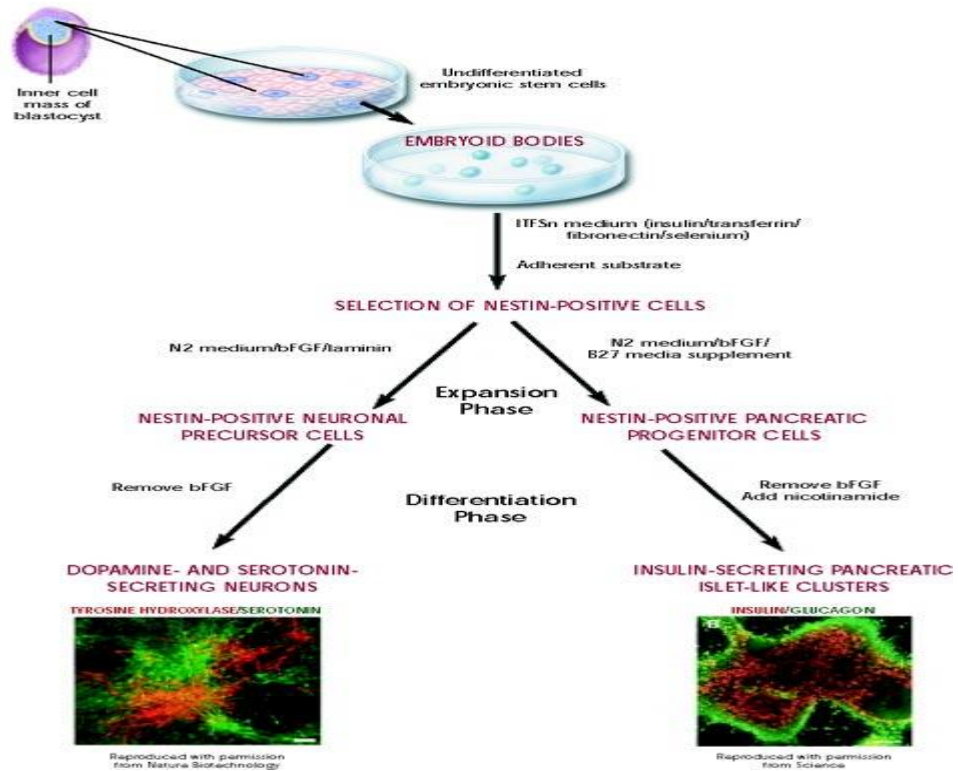 Inner cell
mass of
blastocyst
Undifferentiated
embryonic stem cells
EMBRYOID BODIES
ITFSn medium (insulin/transferrin/
fibronectin/selenium)
Adherent substrate
SELECTION OF NESTIN-POSITIVE CELLS
N2 medium/bFGF/laminin
N2 medium/bFGF/
B27 media supplement
Expansion
Phase
NESTIN-POSITIVE NEURONAL
PRECURSOR CELLS
NESTIN-POSITIVE PANCREATIC
PROGENITOR CELLS
Remove bFGF
Remove bFGF
Add nicotinamide
Differentiation
Phase
DOPAMINE- AND SEROTONIN-
SECRETING NEURONS
INSULIN-SECRETING PANCREATIC
ISLET-LIKE CLUSTERS
TYROSINE HYDROXYLASE/SEROTONIN
INSULIN/GLUCAGON
B
Reproduced with permission
from Nature Biotechnology
Reproduced with permission
from Science